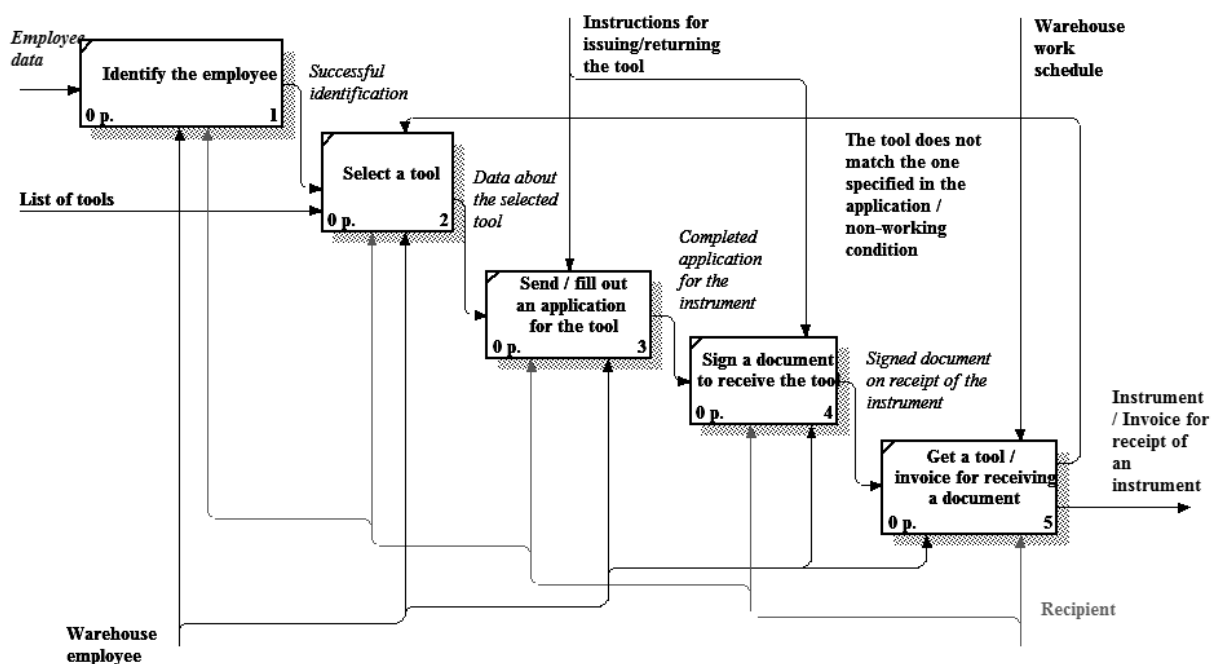 Employee
data
Identify the employee
0 p.
1
Successful
identification
Instructions for
issuing/returning
the tool
Warehouse
work
schedule
List of tools
Select a tool
0 p.
2
Data about
the selected
tool
The tool does not
match the one
specified in the
application /
non-working
condition
Send / fill out
an application
for the tool
0 p.
3
Completed
application
for the
instrument
Sign a document
to receive the tool
0 p.
4
Signed document
on receipt of the
instrument
Get a tool /
invoice for receiving
a document
0 p.
5
Instrument
/ Invoice for
receipt of
an
instrument
Recipient
Warehouse
employee